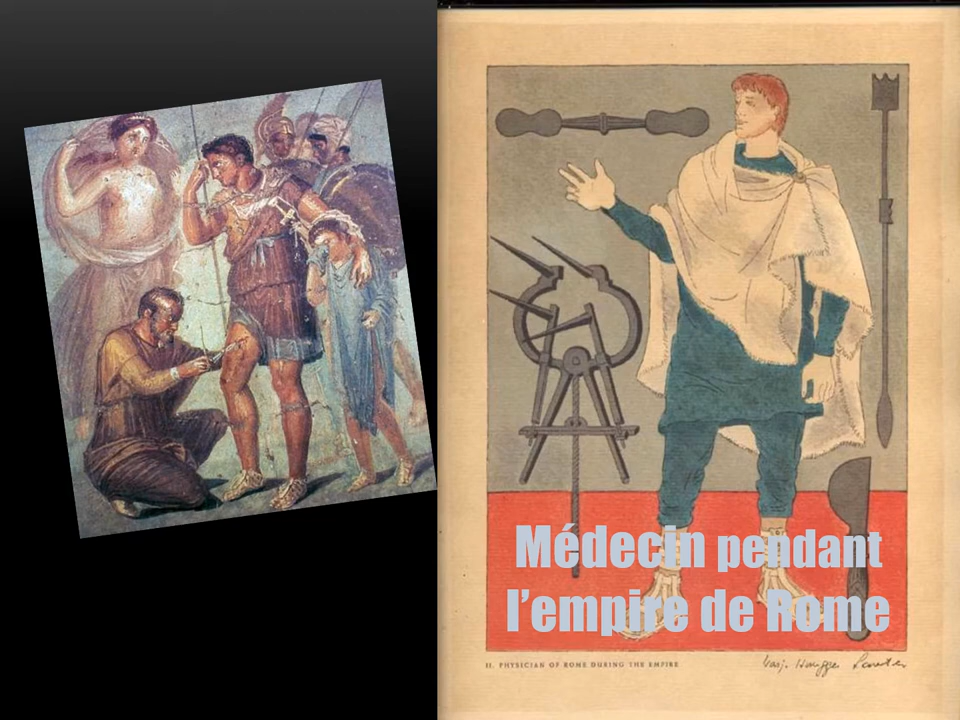 Médecin pendant
l’empire de Rome
II. PHYSICIAN OF ROME DURING THE EMPIRE